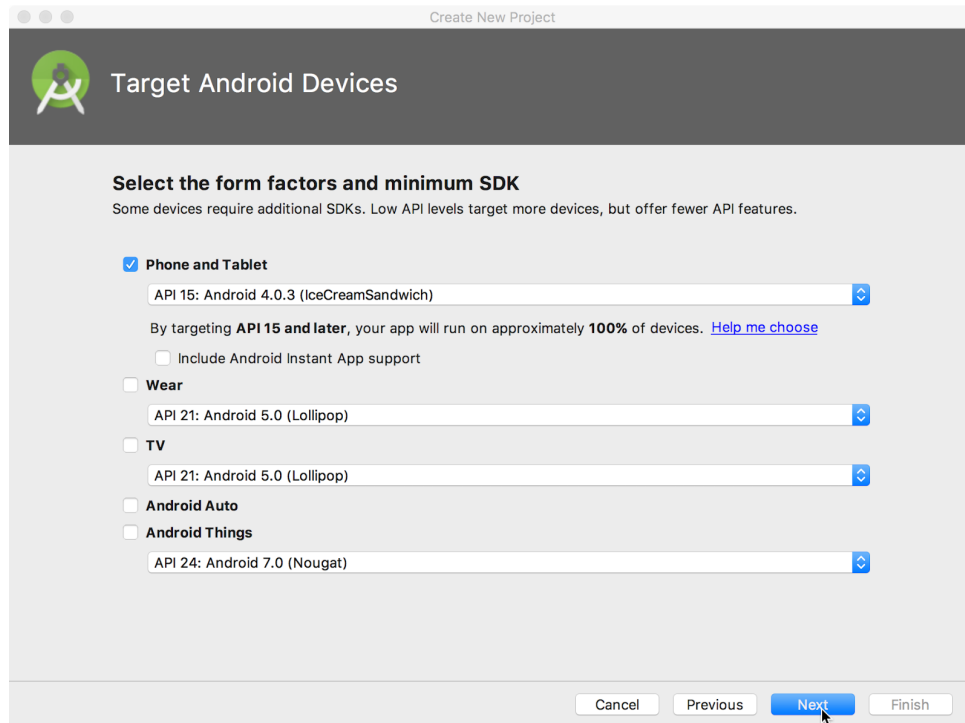 Create New Project
Target Android Devices
Select the form factors and minimum SDK
Some devices require additional SDKs. Low API levels target more devices, but offer fewer API features.
Phone and Tablet
API 15: Android 4.0.3 (IceCreamSandwich)
By targeting API 15 and later, your app will run on approximately 100% of devices. Help me choose
Include Android Instant App support
Wear
API 21: Android 5.0 (Lollipop)
TV
API 21: Android 5.0 (Lollipop)
Android Auto
Android Things
API 24: Android 7.0 (Nougat)
Cancel Previous Next Finish